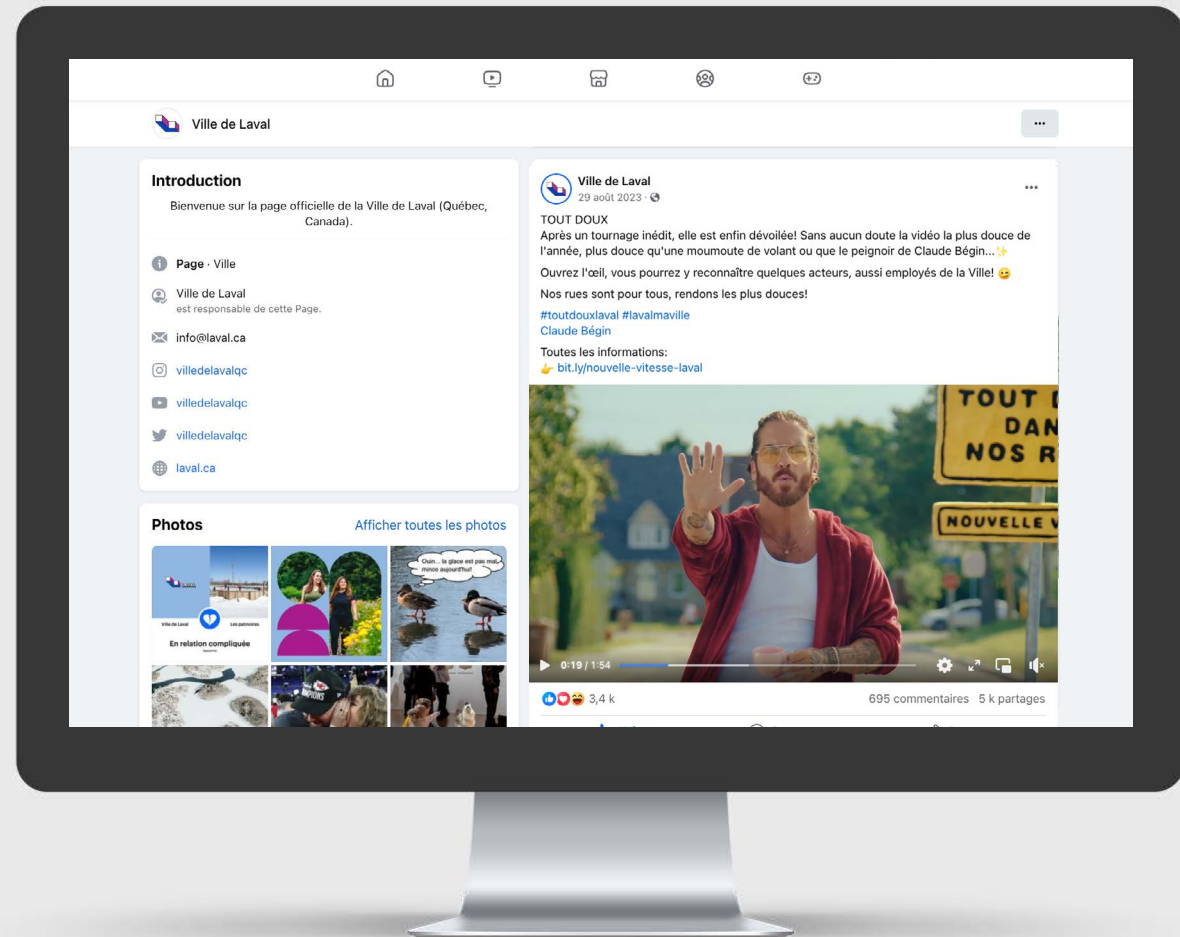 Ville de Laval
...
Introduction
Bienvenue sur la page officielle de la Ville de Laval (Québec,
Canada).
Page · Ville
Ville de Laval
est responsable de cette Page.
info@laval.ca
villedelavalqc
villedelavalqc
villedelavalqc
laval.ca
Photos
Afficher toutes les photos
Ville de Laval
Les patinoires
En relation compliquée
Ouin... la glace est pas mal
mince aujourd'hui!
CHAMPIONS
Ville de Laval
29 août 2023 ·
...
TOUT DOUX
Après un tournage inédit, elle est enfin dévoilée! Sans aucun doute la vidéo la plus douce de
l'année, plus douce qu'une moumoute de volant ou que le peignoir de Claude Bégin...✨
Ouvrez l'œil, vous pourrez y reconnaître quelques acteurs, aussi employés de la Ville! 😄
Nos rues sont pour tous, rendons les plus douces!
#toutdouxlaval #lavalmaville
Claude Bégin
Toutes les informations:
👉 bit.ly/nouvelle-vitesse-laval
TOUT
DAN
NOS R
NOUVELLE V
0:19 / 1:54
3,4 k
695 commentaires 5 k partages